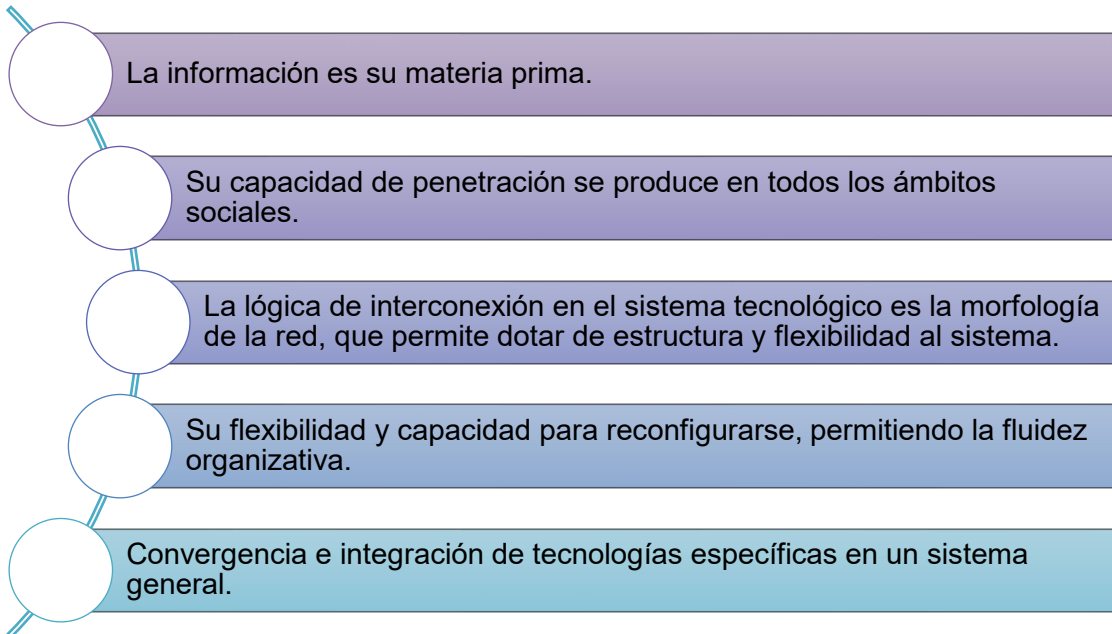 La información es su materia prima.
Su capacidad de penetración se produce en todos los ámbitos
sociales.
La lógica de interconexión en el sistema tecnológico es la morfología
de la red, que permite dotar de estructura y flexibilidad al sistema.
Su flexibilidad y capacidad para reconfigurarse, permitiendo la fluidez
organizativa.
Convergencia e integración de tecnologías específicas en un sistema
general.